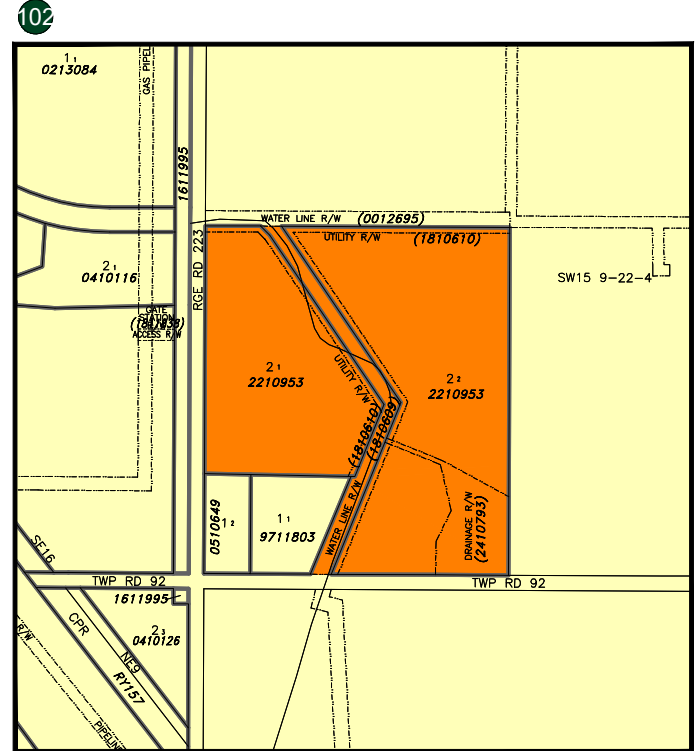 102
1 1
0213084
GAS PIPEL
1611995
WATER LINE R/W (0012695)
UTILITY R/W (1810610)
RGE RD 223
2 1
0410116
SW15 9-22-4
GATE
STATION
ACCESS R/W
2 1
2210953
2 2
2210953
UTILITY R/W
(1810610)
(1810609)
WATER LINE R/W
DRAINAGE R/W
(2410793)
0510649
1 2
1 1
9711803
SF16
TWP RD 92
TWP RD 92
1611995
2 3
0410126
CPR
NE9
RY157
R/W
PIPELINE